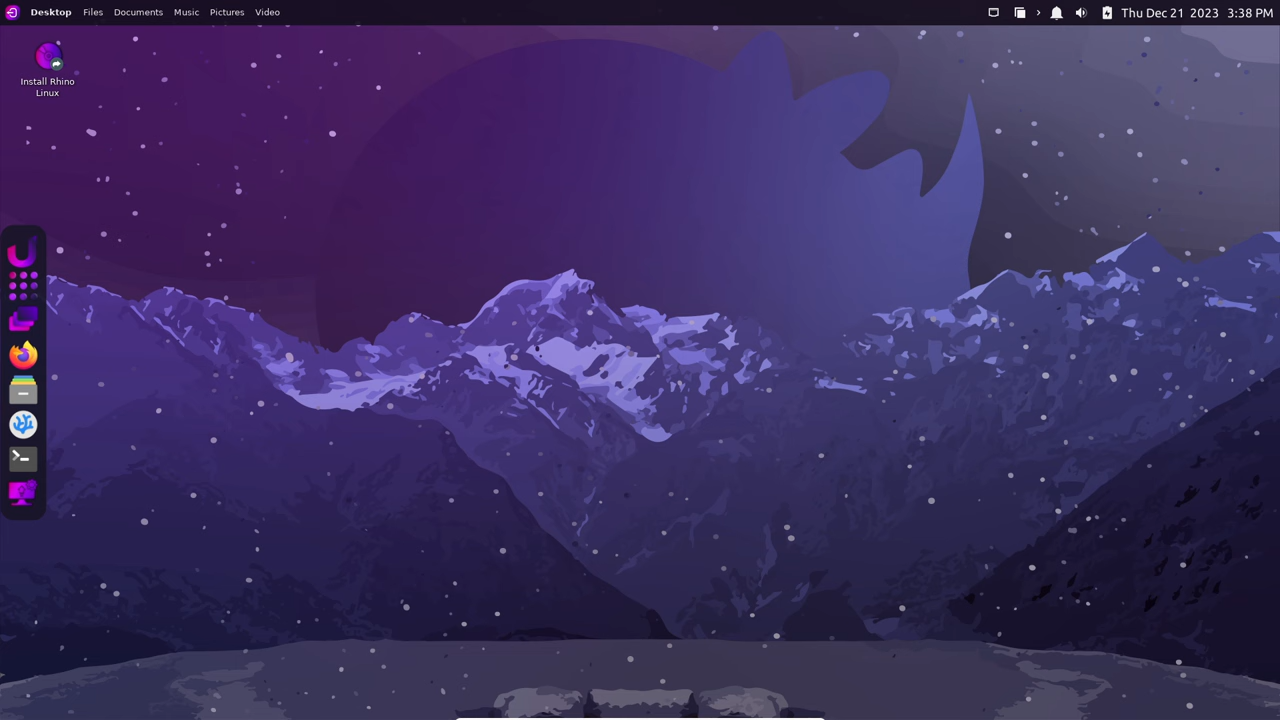 Desktop Files Documents Music Pictures Video Thu Dec 21 2023 3:38 PM
Install Rhino
Linux